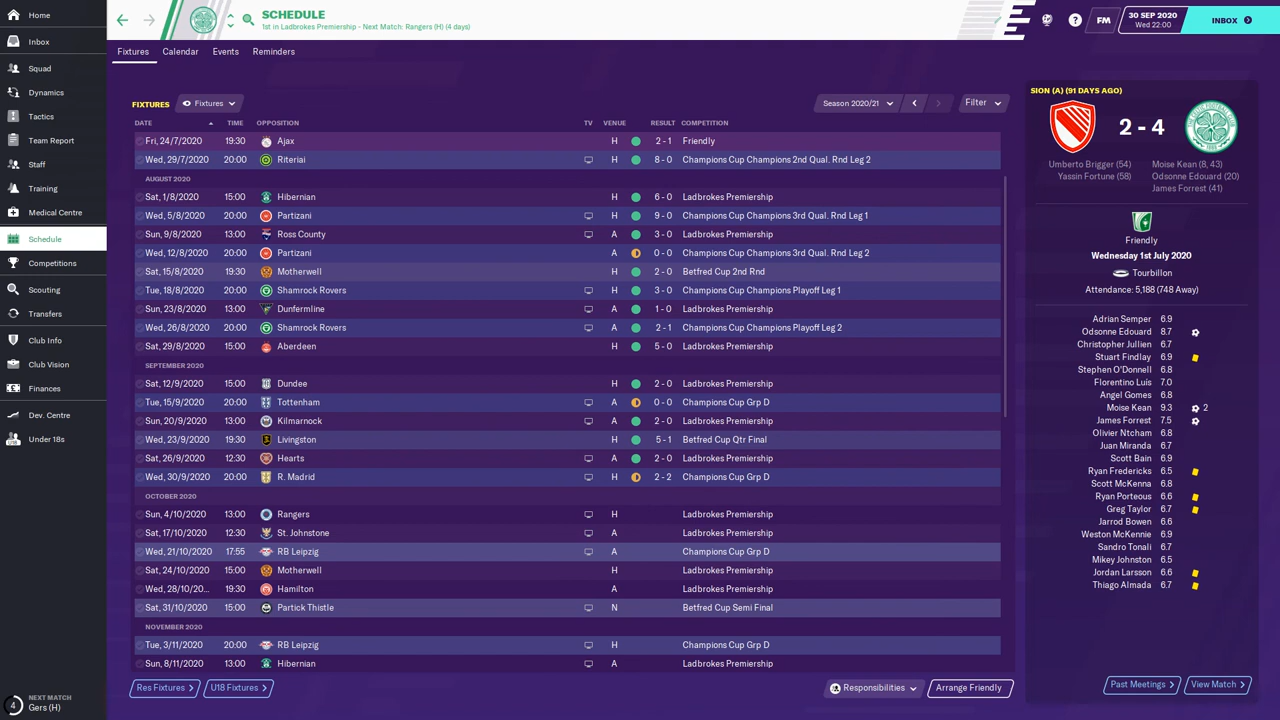 Home
Inbox
Squad
Dynamics
Tactics
Team Report
Staff
Training
Medical Centre
Schedule
Competitions
Scouting
Transfers
Club Info
Club Vision
Finances
Dev. Centre
Under 18s
4 NEXT MATCH
Gers (H)
SCHEDULE
1st in Ladbrokes Premiership - Next Match: Rangers (H) (4 days)
? FM 30 SEP 2020 INBOX
Wed 22:00
Fixtures Calendar Events Reminders
FIXTURES Fixtures Season 2020/21 Filter
DATE TIME OPPOSITION TV VENUE RESULT COMPETITION
Fri, 24/7/2020 19:30 Ajax H 2 - 1 Friendly
Wed, 29/7/2020 20:00 Riteriai H 8 - 0 Champions Cup Champions 2nd Qual. Rnd Leg 2
AUGUST 2020
Sat, 1/8/2020 15:00 Hibernian H 6 - 0 Ladbrokes Premiership
Wed, 5/8/2020 20:00 Partizani H 9 - 0 Champions Cup Champions 3rd Qual. Rnd Leg 1
Sun, 9/8/2020 13:00 Ross County A 3 - 0 Ladbrokes Premiership
Wed, 12/8/2020 20:00 Partizani A 0 - 0 Champions Cup Champions 3rd Qual. Rnd Leg 2
Sat, 15/8/2020 19:30 Motherwell H 2 - 0 Betfred Cup 2nd Rnd
Tue, 18/8/2020 20:00 Shamrock Rovers H 3 - 0 Champions Cup Champions Playoff Leg 1
Sun, 23/8/2020 13:00 Dunfermline A 1 - 0 Ladbrokes Premiership
Wed, 26/8/2020 20:00 Shamrock Rovers A 2 - 1 Champions Cup Champions Playoff Leg 2
Sat, 29/8/2020 15:00 Aberdeen H 5 - 0 Ladbrokes Premiership
SEPTEMBER 2020
Sat, 12/9/2020 15:00 Dundee H 2 - 0 Ladbrokes Premiership
Tue, 15/9/2020 20:00 Tottenham A 0 - 0 Champions Cup Grp D
Sun, 20/9/2020 13:00 Kilmarnock A 2 - 0 Ladbrokes Premiership
Wed, 23/9/2020 19:30 Livingston H 5 - 1 Betfred Cup Qtr Final
Sat, 26/9/2020 12:30 Hearts A 2 - 0 Ladbrokes Premiership
Wed, 30/9/2020 20:00 R. Madrid H 2 - 2 Champions Cup Grp D
OCTOBER 2020
Sun, 4/10/2020 13:00 Rangers H Ladbrokes Premiership
Sat, 17/10/2020 12:30 St. Johnstone A Ladbrokes Premiership
Wed, 21/10/2020 17:55 RB Leipzig A Champions Cup Grp D
Sat, 24/10/2020 15:00 Motherwell H Ladbrokes Premiership
Wed, 28/10/20... 19:30 Hamilton A Ladbrokes Premiership
Sat, 31/10/2020 15:00 Partick Thistle N Betfred Cup Semi Final
NOVEMBER 2020
Tue, 3/11/2020 20:00 RB Leipzig H Champions Cup Grp D
Sun, 8/11/2020 13:00 Hibernian A Ladbrokes Premiership
Res Fixtures U18 Fixtures Responsibilities Arrange Friendly
SION (A) (91 DAYS AGO)
2 - 4
Umberto Brigger (54) Moise Kean (8, 43)
Yassin Fortune (58) Odsonne Edouard (20)
James Forrest (41)
Friendly
Wednesday 1st July 2020
Tourbillon
Attendance: 5,188 (748 Away)
Adrian Semper 6.9
Odsonne Edouard 8.7
Christopher Jullien 6.7
Stuart Findlay 6.9
Stephen O'Donnell 6.8
Florentino Luís 7.0
Angel Gomes 6.8
Moise Kean 9.3 2
James Forrest 7.5
Olivier Ntcham 6.8
Juan Miranda 6.7
Scott Bain 6.9
Ryan Fredericks 6.5
Scott McKenna 6.8
Ryan Porteous 6.6
Greg Taylor 6.7
Jarrod Bowen 6.6
Weston McKennie 6.9
Sandro Tonali 6.7
Mikey Johnston 6.5
Jordan Larsson 6.6
Thiago Almada 6.7
Past Meetings View Match